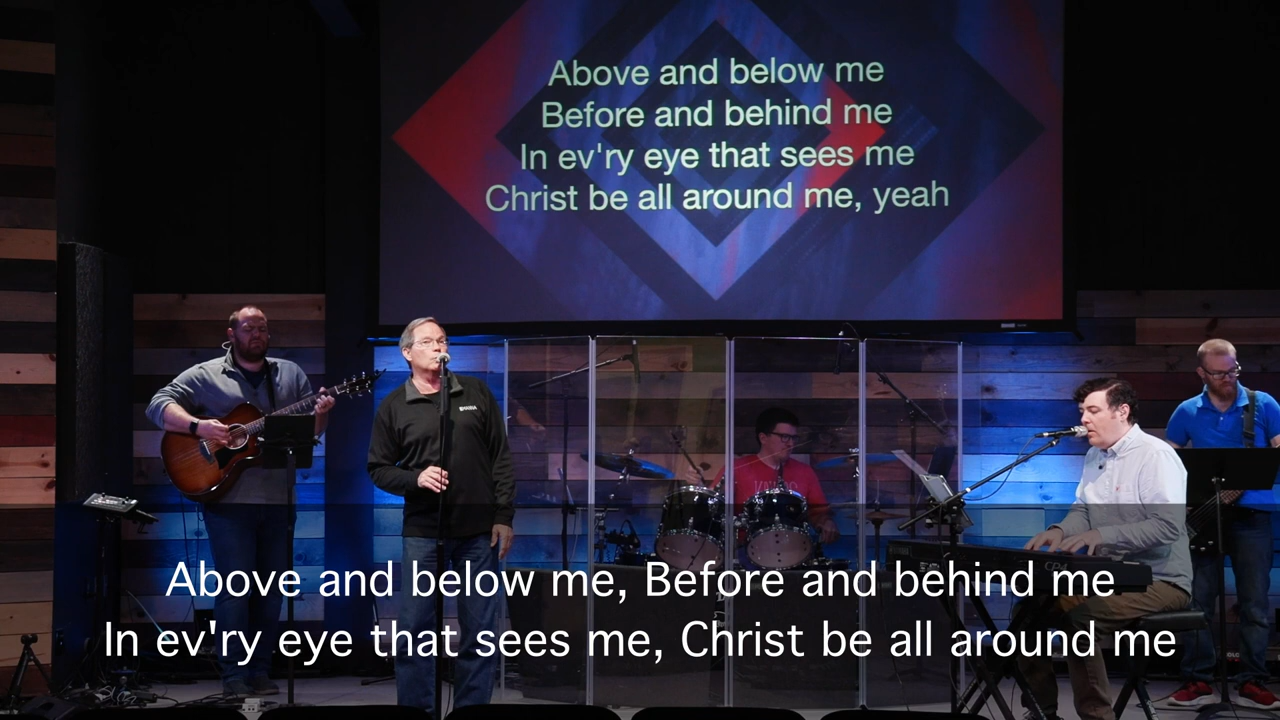 Above and below me
Before and behind me
In ev'ry eye that sees me
Christ be all around me, yeah
CP4
Above and below me, Before and behind me
In ev'ry eye that sees me, Christ be all around me